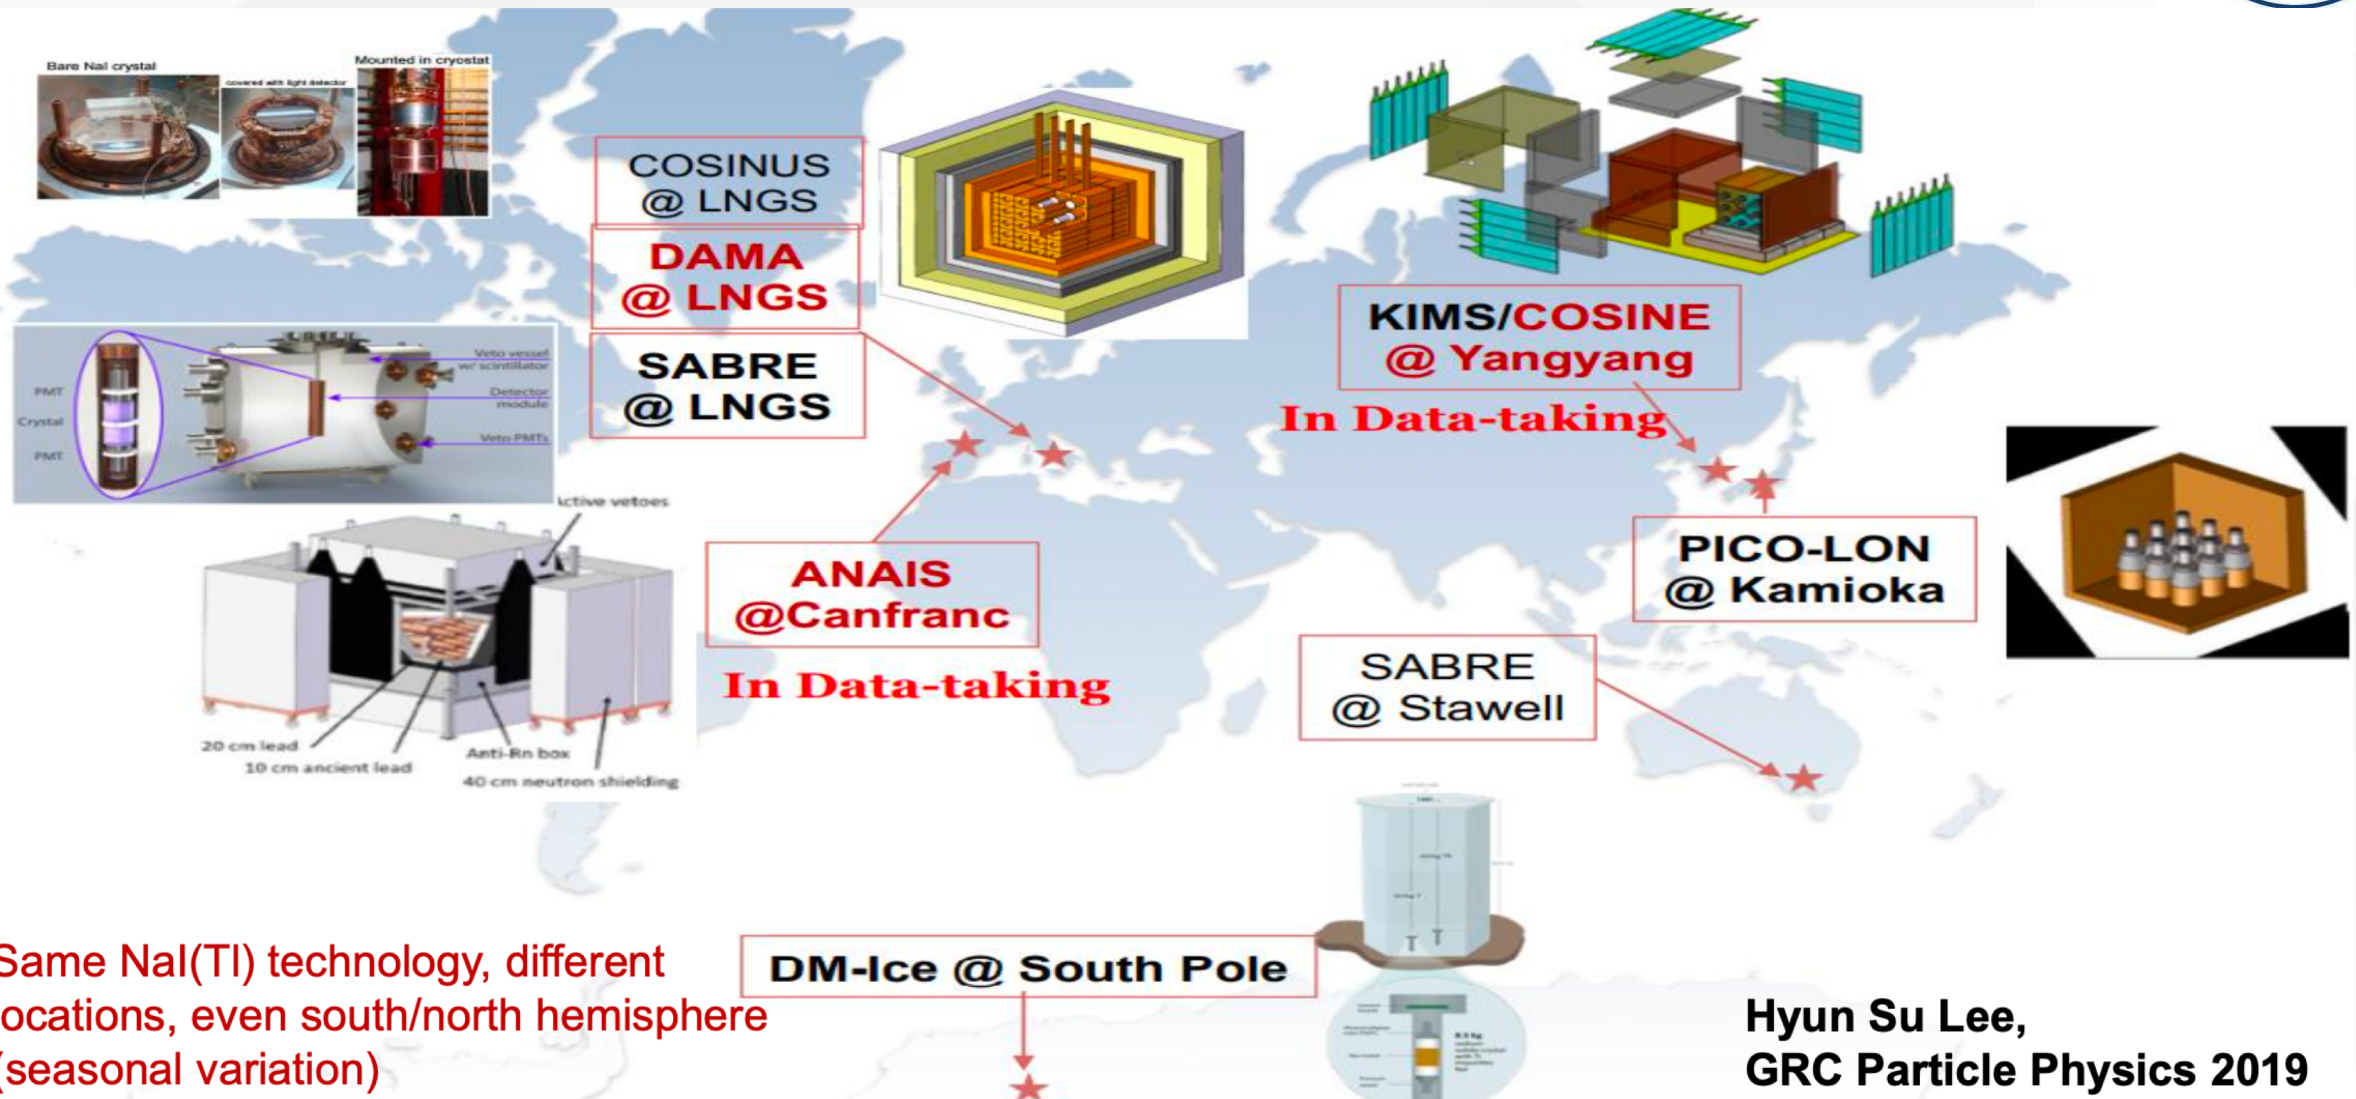 Bare NaI crystal
covered with light detector
Mounted in cryostat
COSINUS
@ LNGS
DAMA
@ LNGS
SABRE
@ LNGS
KIMS/COSINE
@ Yangyang
In Data-taking
Veto vessel
w/ scintillator
Detector
module
Veto PMTs
PMT
Crystal
PMT
Active vetoes
20 cm lead
10 cm ancient lead
Anti-Rn box
40 cm neutron shielding
ANAIS
@Canfranc
In Data-taking
PICO-LON
@ Kamioka
SABRE
@ Stawell
DM-Ice @ South Pole
8.5 kg
Same NaI(Tl) technology, different
locations, even south/north hemisphere
(seasonal variation)
Hyun Su Lee,
GRC Particle Physics 2019